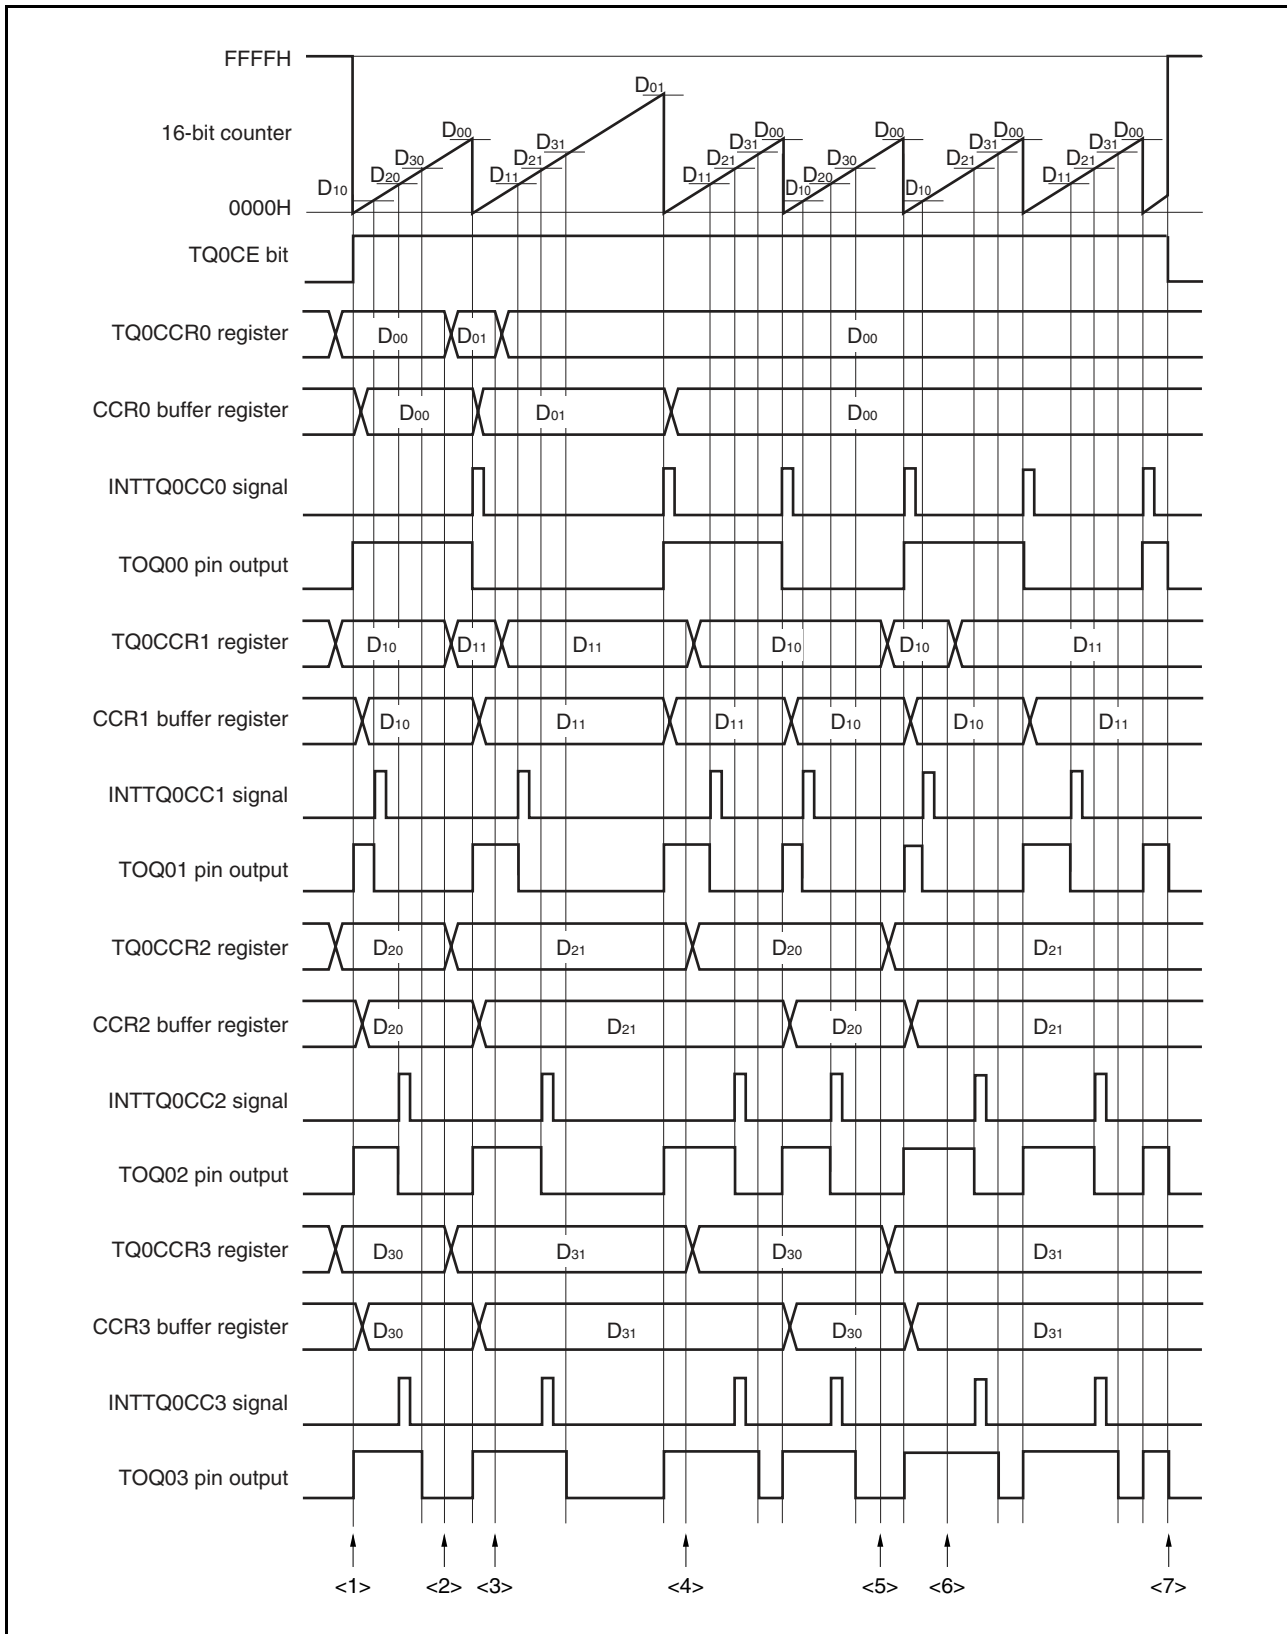 FFFFH
D01
16-bit counter
D00 D00 D00 D00 D00
D31 D31 D31 D31
D30 D21 D21 D30 D21 D21
D10 D20 D11 D11 D10 D20 D10 D11
0000H
TQ0CE bit
TQ0CCR0 register D00 D01 D00
CCR0 buffer register D00 D01 D00
INTTQ0CC0 signal
TOQ00 pin output
TQ0CCR1 register D10 D11 D11 D10 D10 D11
CCR1 buffer register D10 D11 D11 D10 D10 D11
INTTQ0CC1 signal
TOQ01 pin output
TQ0CCR2 register D20 D21 D20 D21
CCR2 buffer register D20 D21 D20 D21
INTTQ0CC2 signal
TOQ02 pin output
TQ0CCR3 register D30 D31 D30 D31
CCR3 buffer register D30 D31 D30 D31
INTTQ0CC3 signal
TOQ03 pin output
<1> <2> <3> <4> <5> <6> <7>